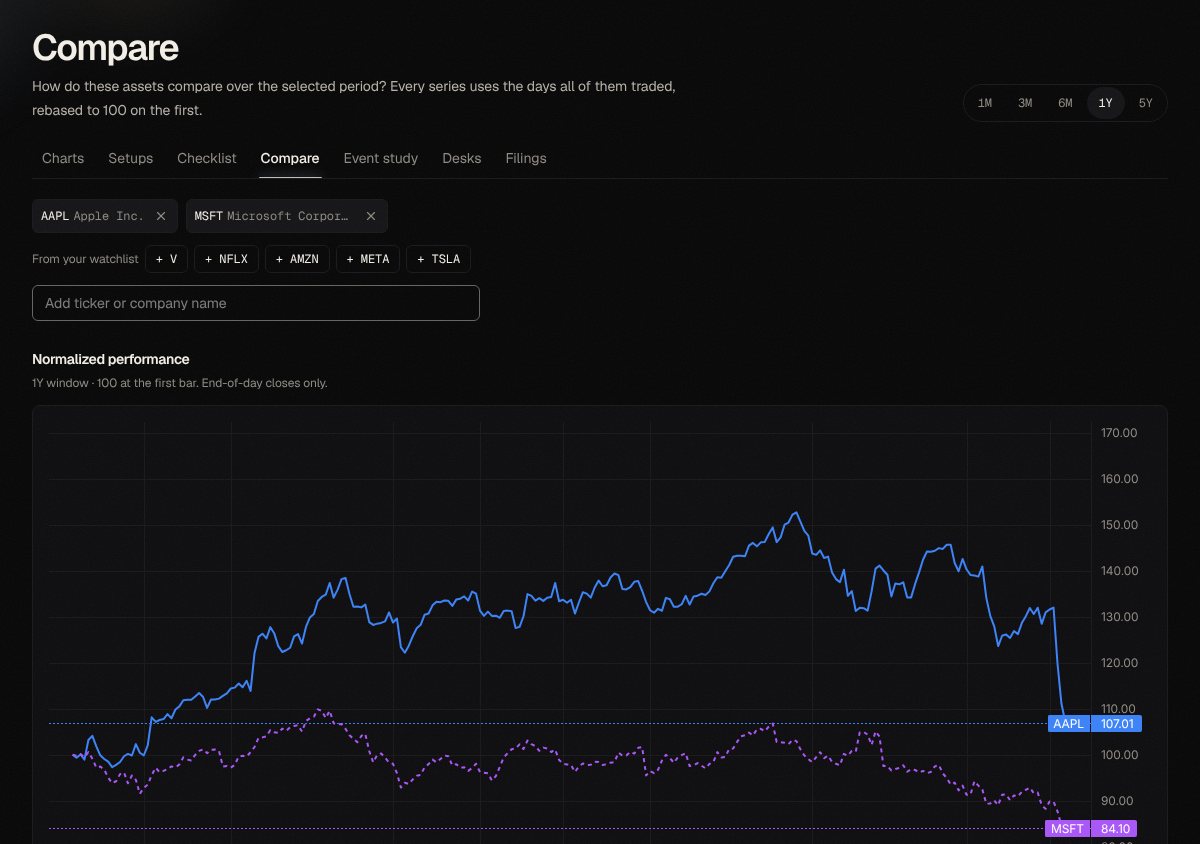 Compare
How do these assets compare over the selected period? Every series uses the days all of them traded,
rebased to 100 on the first.
1M 3M 6M 1Y 5Y
Charts Setups Checklist Compare Event study Desks Filings
AAPL Apple Inc. × MSFT Microsoft Corpor… ×
From your watchlist + V + NFLX + AMZN + META + TSLA
Add ticker or company name
Normalized performance
1Y window · 100 at the first bar. End-of-day closes only.
170.00
160.00
150.00
140.00
130.00
120.00
110.00
AAPL 107.01
100.00
90.00
MSFT 84.10